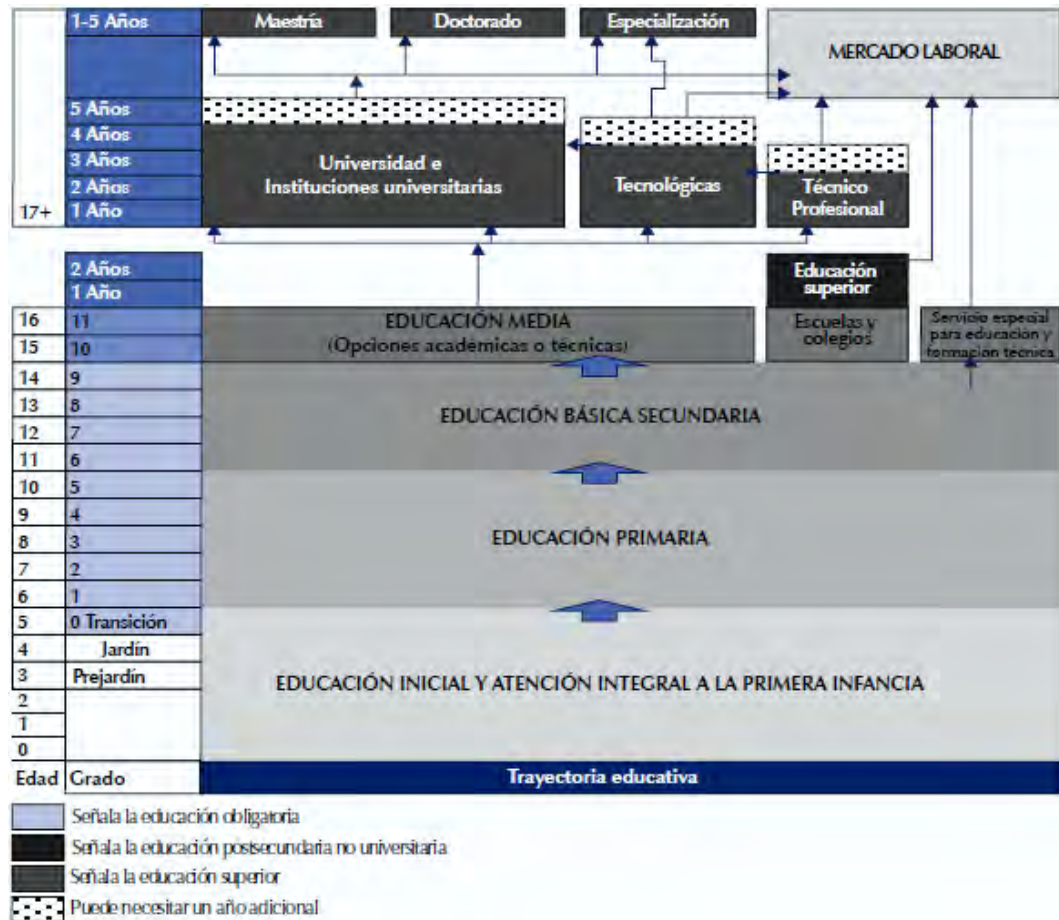 1-5 Años
Maestría
Doctorado
Especialización
MERCADO LABORAL
5 Años
4 Años
3 Años
2 Años
1 Año
17+
Universidad e
Instituciones universitarias
Tecnológicas
Técnico
Profesional
2 Años
1 Año
Educación
superior
16
11
15
10
EDUCACIÓN MEDIA
(Opciones académicas o técnicas)
Escuelas y
colegios
Servicio especial
para educación y
formación técnica
14
9
13
8
12
7
11
6
EDUCACIÓN BÁSICA SECUNDARIA
10
5
9
4
8
3
7
2
6
1
EDUCACIÓN PRIMARIA
5
0 Transición
4
Jardín
3
Prejardín
2
1
0
EDUCACIÓN INICIAL Y ATENCIÓN INTEGRAL A LA PRIMERA INFANCIA
Edad
Grado
Trayectoria educativa
Señala la educación obligatoria
Señala la educación postsecundaria no universitaria
Señala la educación superior
Puede necesitar un año adicional